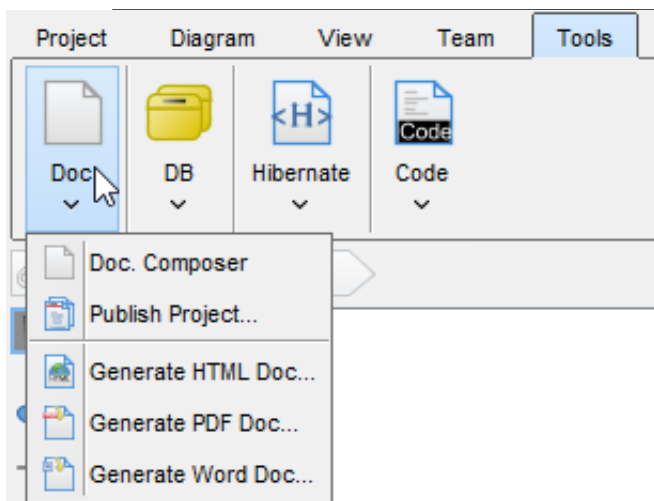 Project Diagram View Team Tools
<H> Code
Doc DB Hibernate Code
Doc. Composer
Publish Project...
Generate HTML Doc...
Generate PDF Doc...
Generate Word Doc...